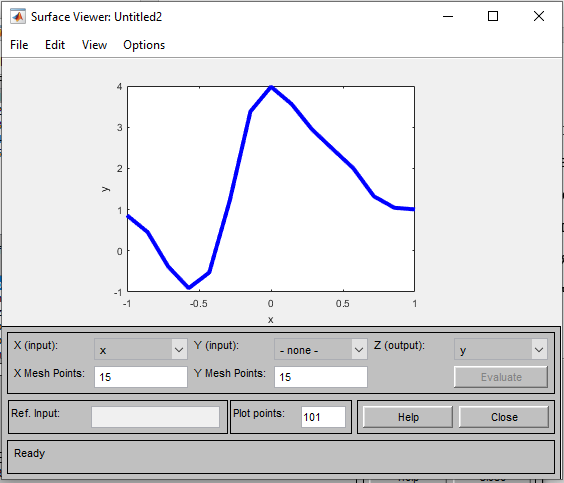 Surface Viewer: Untitled2
File Edit View Options
4
3
2
1
0
-1
y
-1 -0.5 0 0.5 1
x
X (input): x Y (input): - none - Z (output): y
X Mesh Points: 15 Y Mesh Points: 15 Evaluate
Ref. Input: Plot points: 101 Help Close
Ready